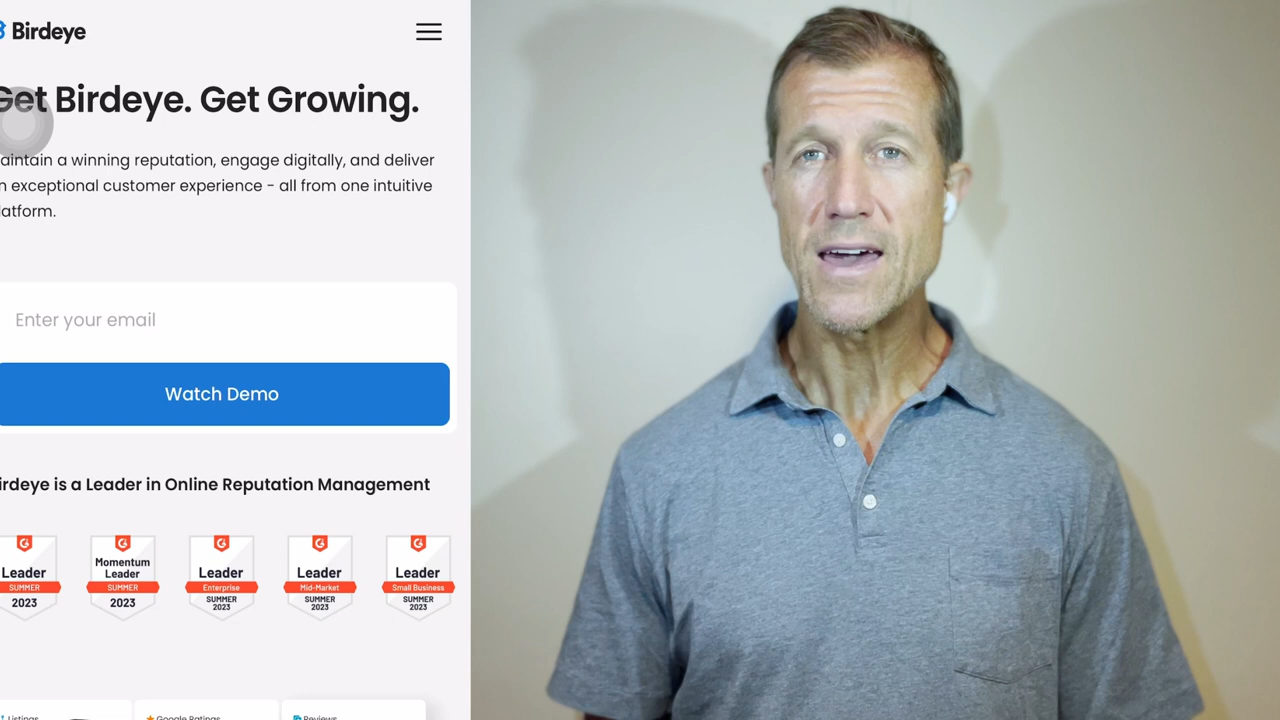 Birdeye
Get Birdeye. Get Growing.
aintain a winning reputation, engage digitally, and deliver
n exceptional customer experience - all from one intuitive
latform.
Enter your email
Watch Demo
irdeye is a Leader in Online Reputation Management
Leader
SUMMER
2023
Momentum
Leader
SUMMER
2023
Leader
Enterprise
SUMMER
2023
Leader
Mid-Market
SUMMER
2023
Leader
Small Business
SUMMER
2023
Listings
Google Ratings
Reviews